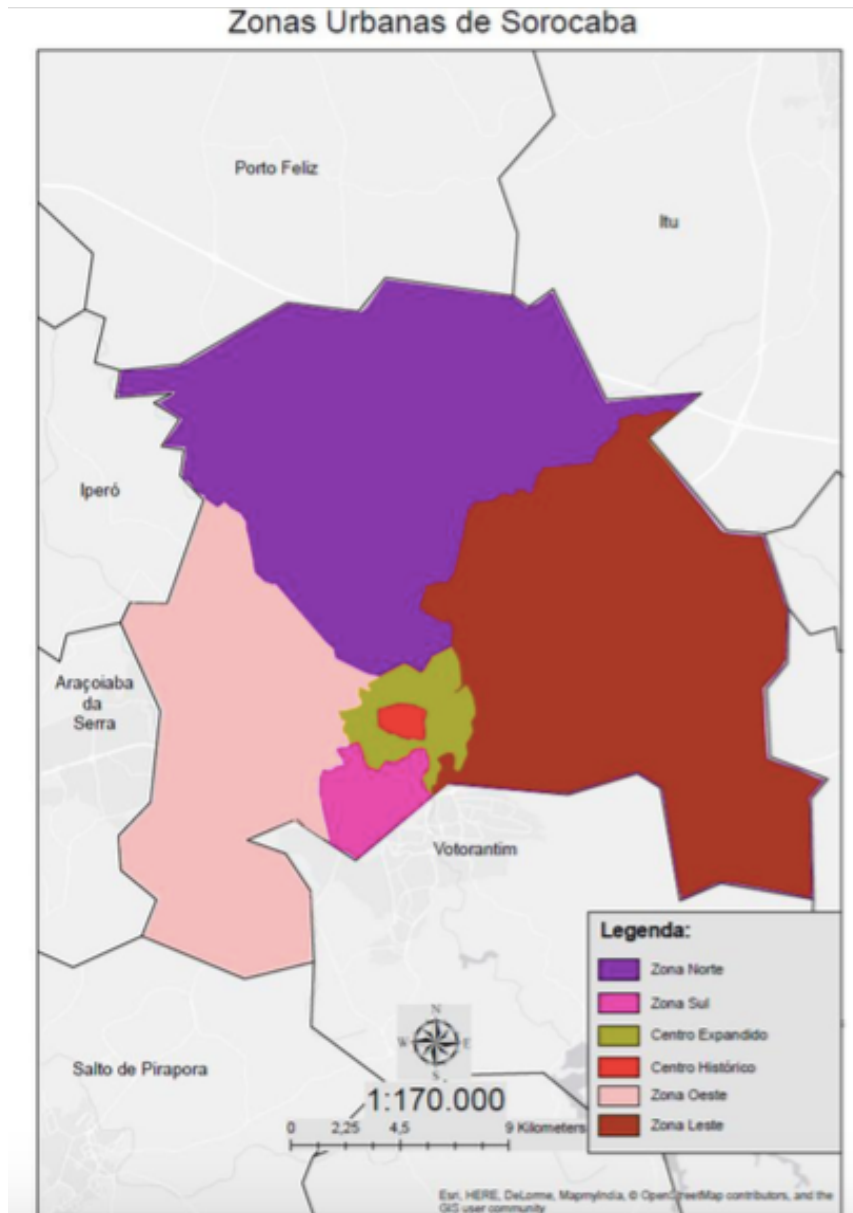 Zonas Urbanas de Sorocaba
Porto Feliz
Itu
Iperó
Araçoiaba
da
Serra
Votorantim
Salto de Pirapora
Legenda:
Zona Norte
Zona Sul
Centro Expandido
Centro Histórico
Zona Oeste
Zona Leste
N
W E
S
1:170.000
0 2,25 4,5 9 Kilometers
Esri, HERE, DeLorme, MapmyIndia, © OpenStreetMap contributors, and the
GIS user community